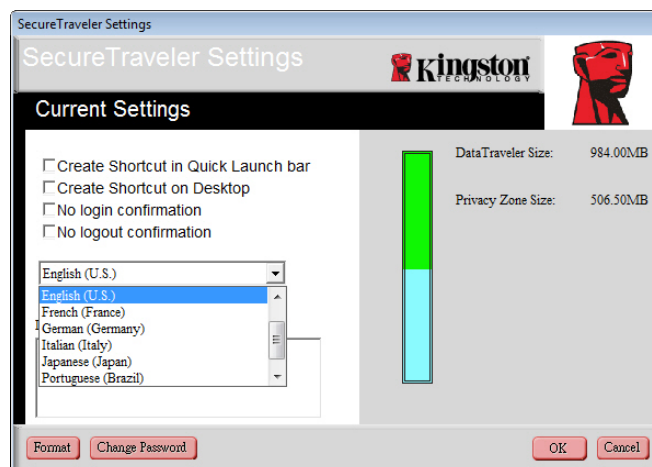 SecureTraveler Settings
SecureTraveler Settings
Kingston
TECHNOLOGY
Current Settings
Create Shortcut in Quick Launch bar
Create Shortcut on Desktop
No login confirmation
No logout confirmation
English (U.S.)
English (U.S.)
French (France)
German (Germany)
Italian (Italy)
Japanese (Japan)
Portuguese (Brazil)
DataTraveler Size: 984.00MB
Privacy Zone Size: 506.50MB
Format
Change Password
OK
Cancel